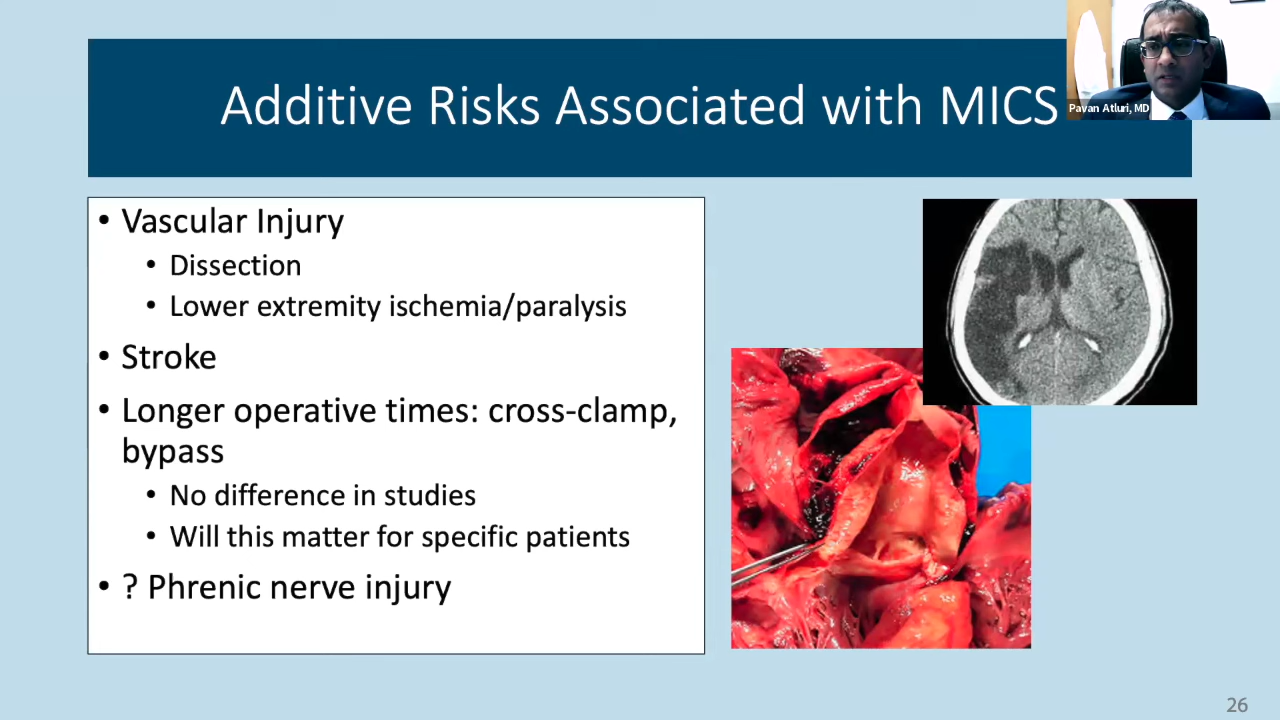 Additive Risks Associated with MICS
Pavan Atluri, MD
• Vascular Injury
• Dissection
• Lower extremity ischemia/paralysis
• Stroke
• Longer operative times: cross-clamp,
bypass
• No difference in studies
• Will this matter for specific patients
• ? Phrenic nerve injury
26